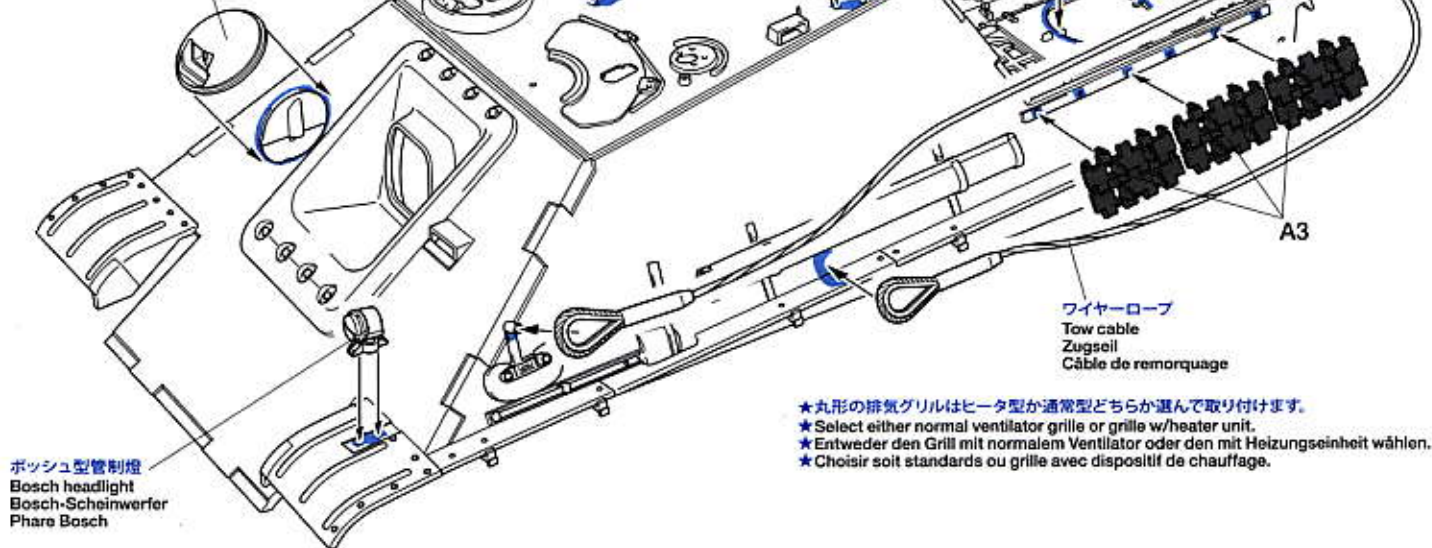 A3
ワイヤーロープ
Tow cable
Zugseil
Câble de remorquage
★丸形の排気グリルはヒータ型か通常型どちらか選んで取り付けます。
★Select either normal ventilator grille or grille w/heater unit.
★Entweder den Grill mit normalem Ventilator oder den mit Heizungseinheit wählen.
★Choisir soit standards ou grille avec dispositif de chauffage.
ボッシュ型管制燈
Bosch headlight
Bosch-Scheinwerfer
Phare Bosch